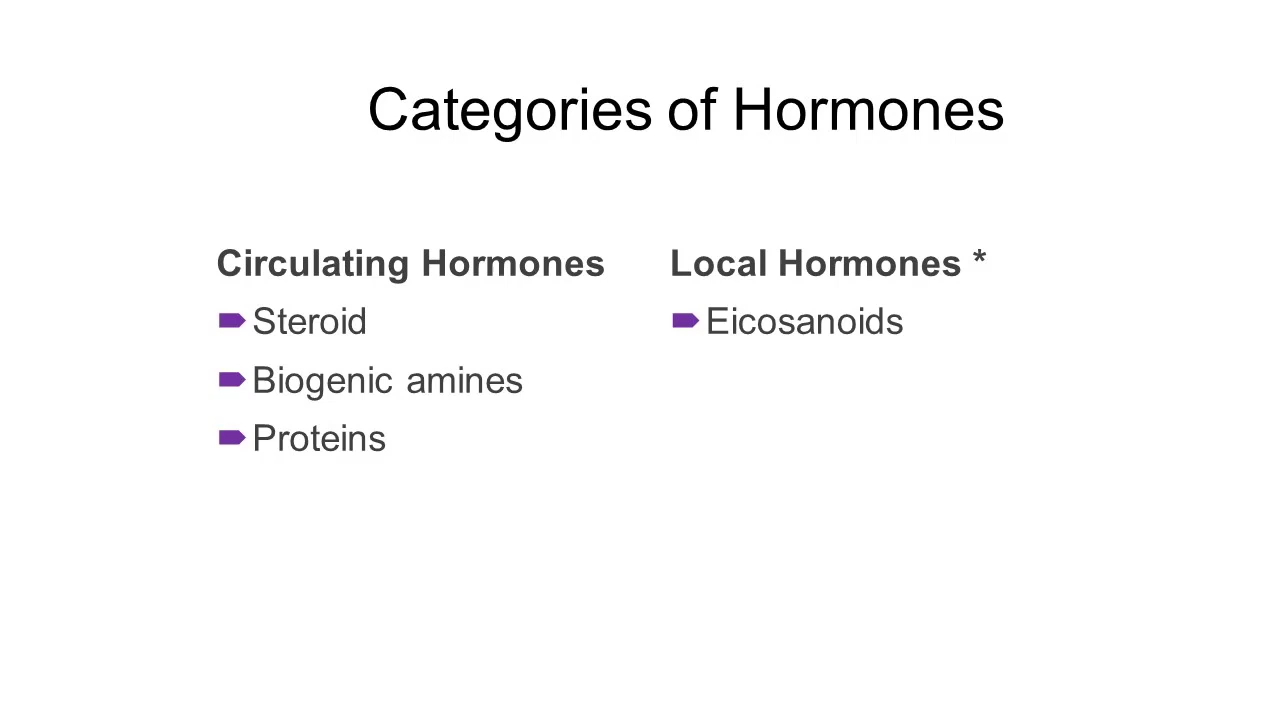 Categories of Hormones
Circulating Hormones
Steroid
Biogenic amines
Proteins
Local Hormones *
Eicosanoids